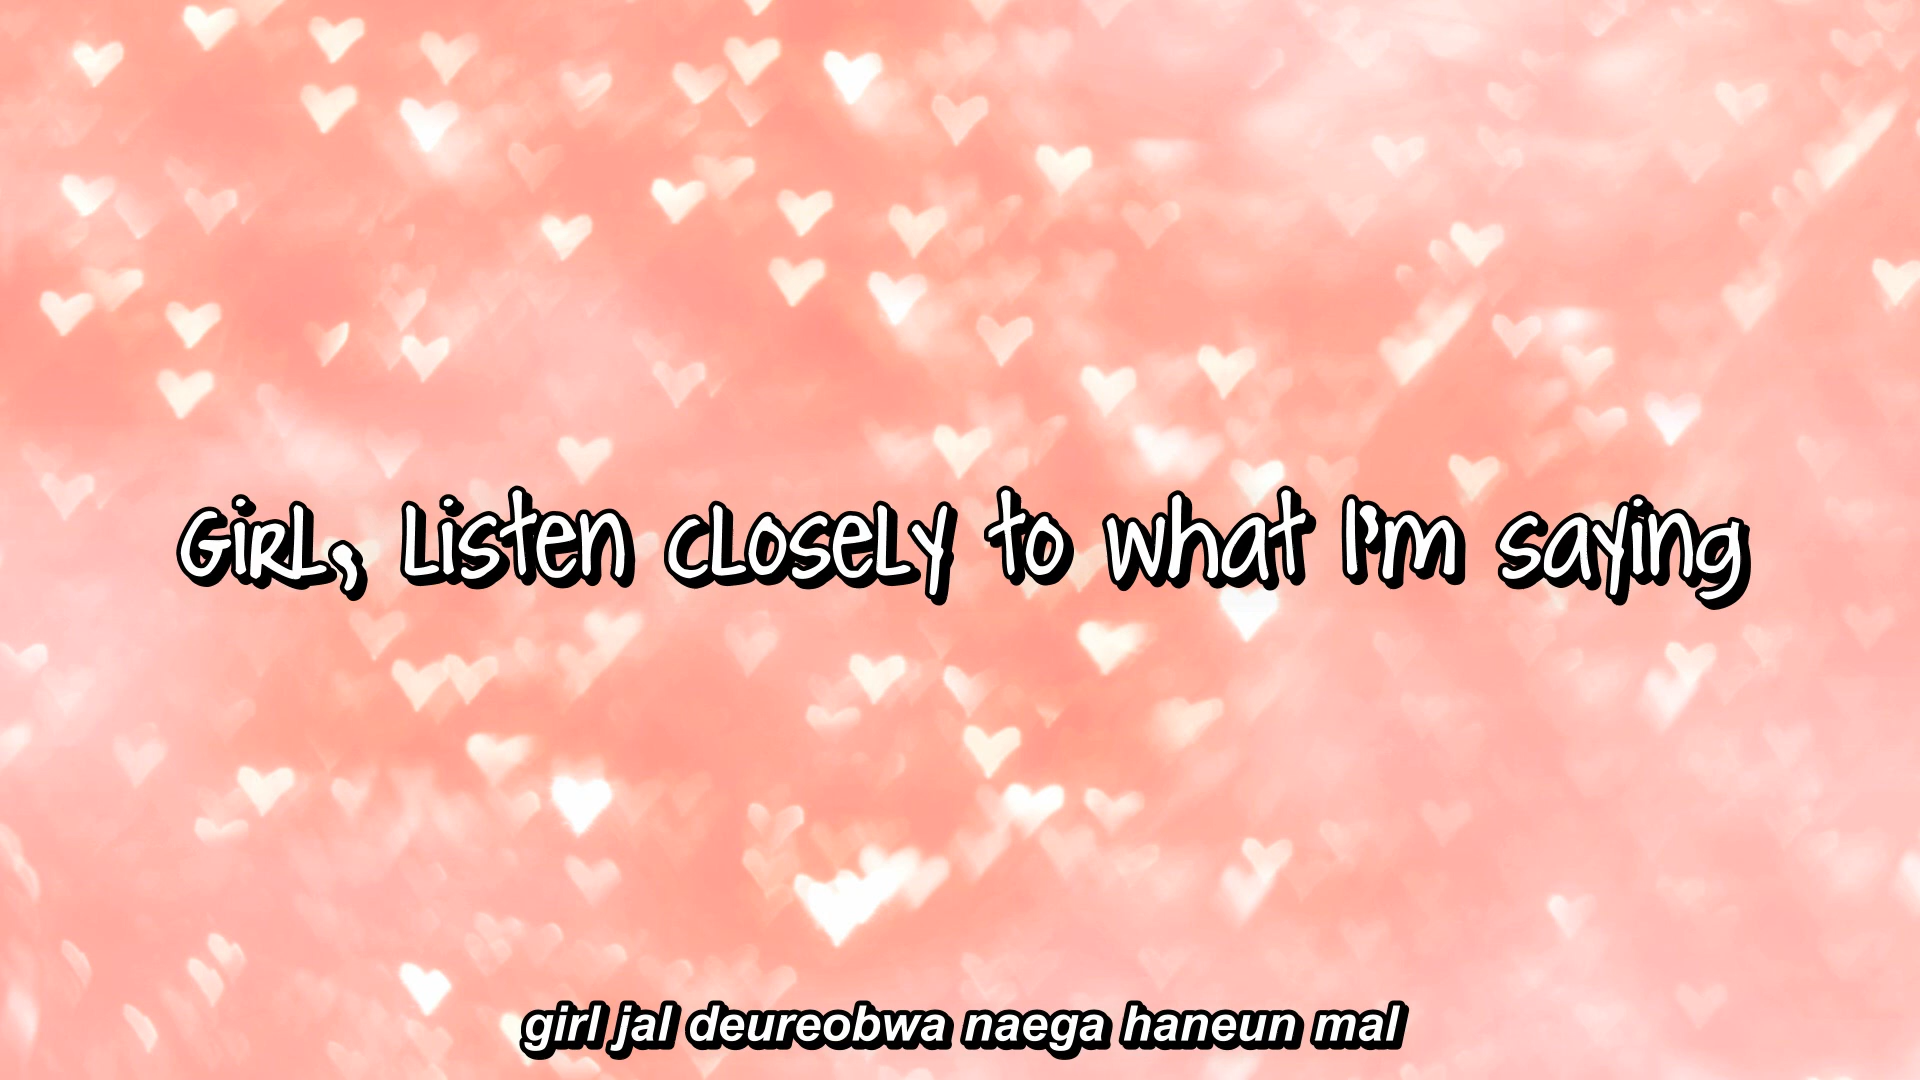 Girl, Listen closely to what I'm saying
girl jal deureobwa naega haneun mal